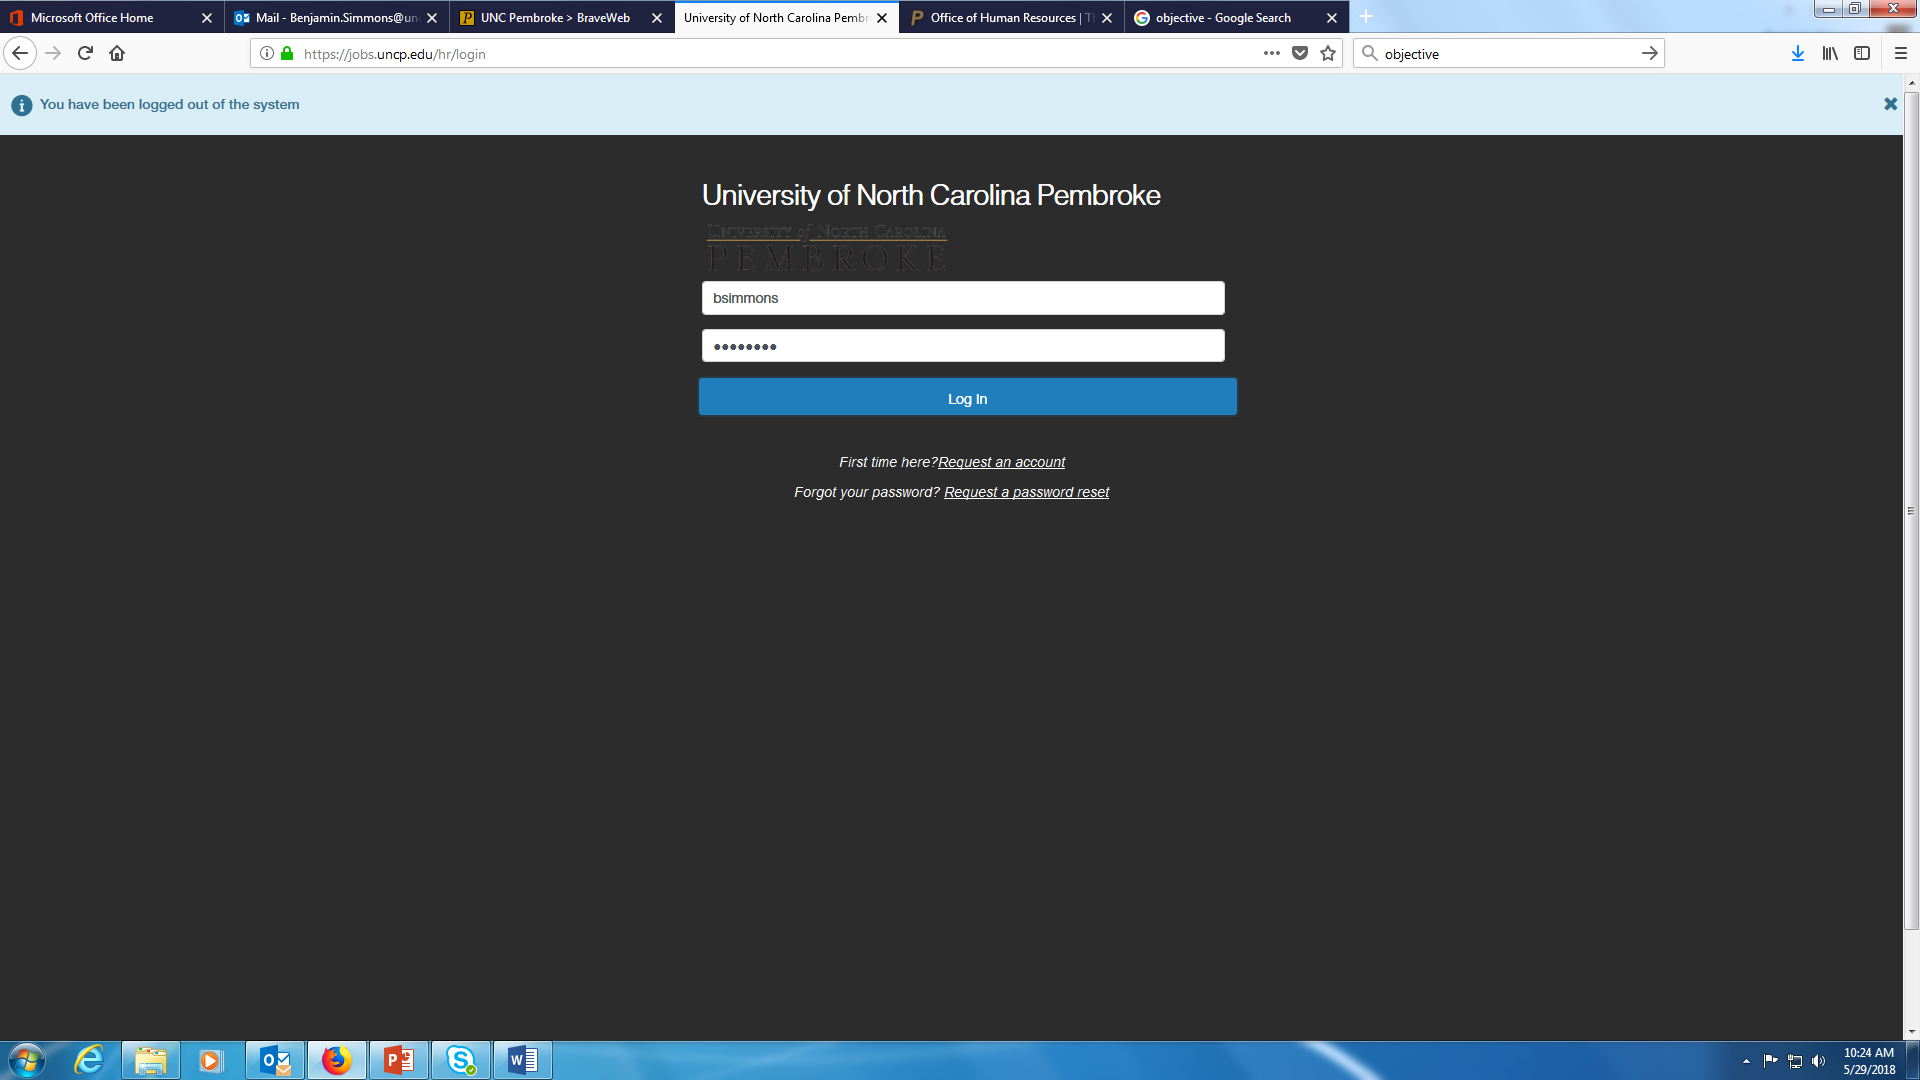 Microsoft Office Home
Mail - Benjamin.Simmons@un
UNC Pembroke > BraveWeb
University of North Carolina Pembr
Office of Human Resources | Th
objective - Google Search
https://jobs.uncp.edu/hr/login
objective
You have been logged out of the system
University of North Carolina Pembroke
University of North Carolina
PEMBROKE
bsimmons
••••••••
Log In
First time here?Request an account
Forgot your password? Request a password reset
10:24 AM
5/29/2018